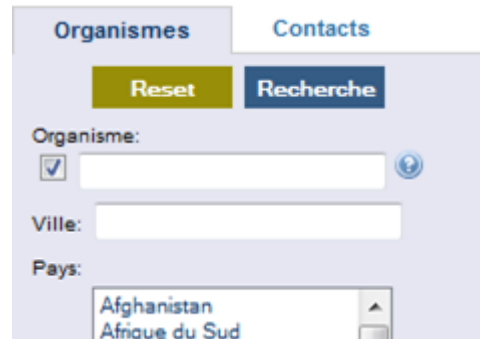 Organismes Contacts
Reset Recherche
Organisme:
Ville:
Pays:
Afghanistan
Afrique du Sud